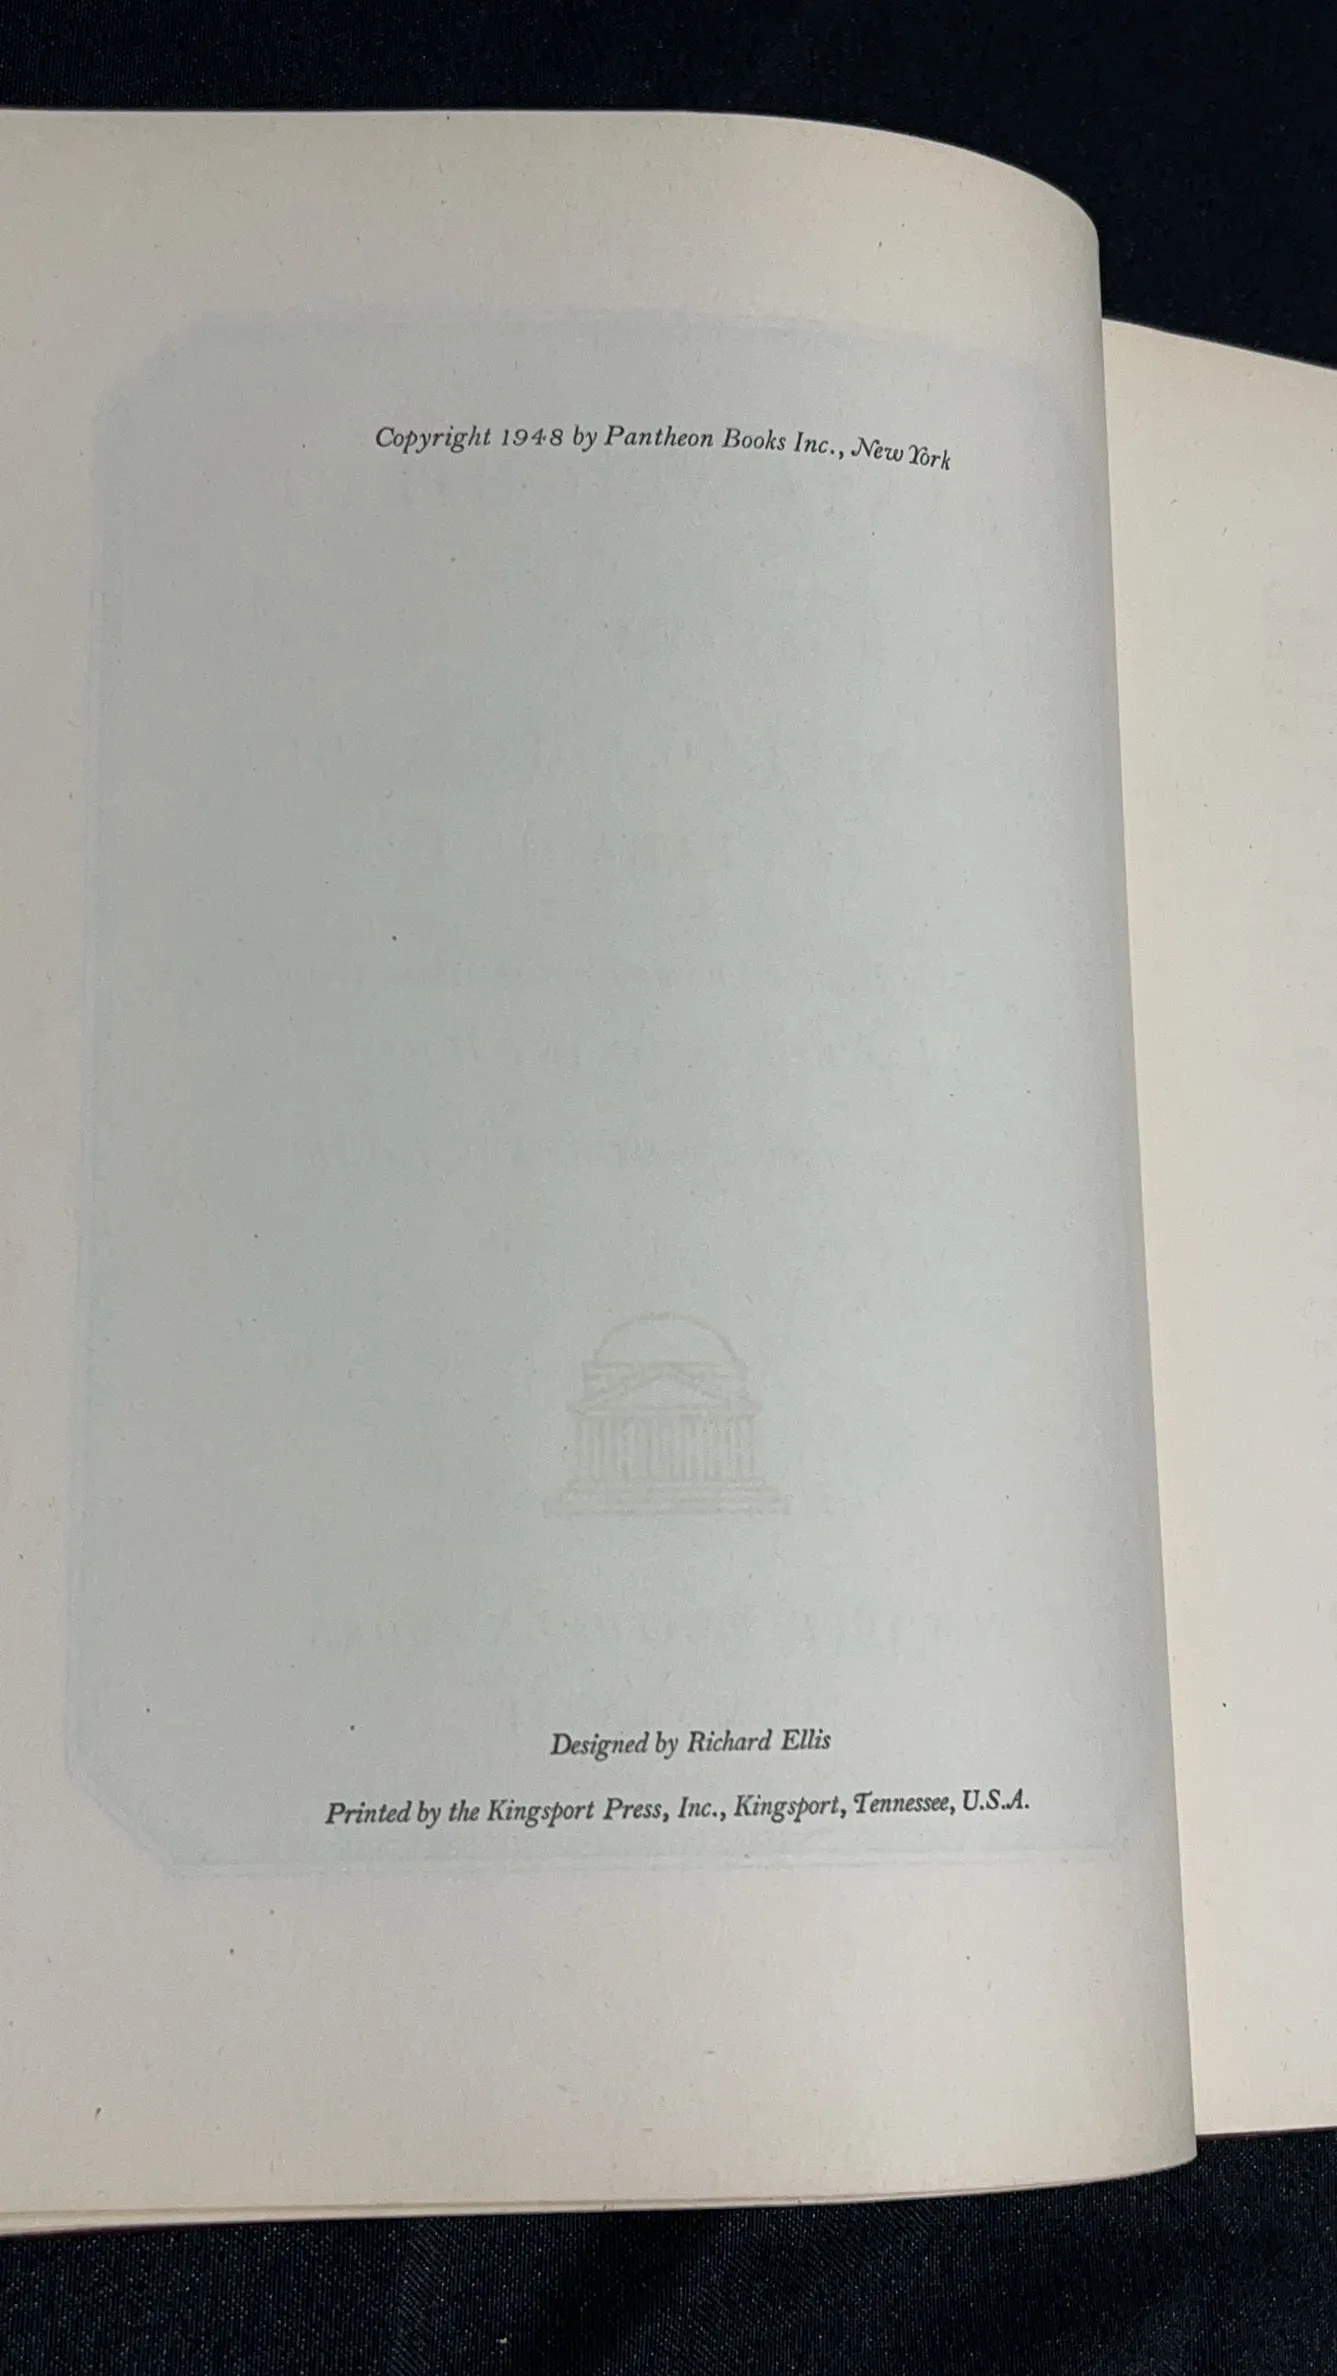 Copyright 1948 by Pantheon Books Inc., New York
Designed by Richard Ellis
Printed by the Kingsport Press, Inc., Kingsport, Tennessee, U.S.A.